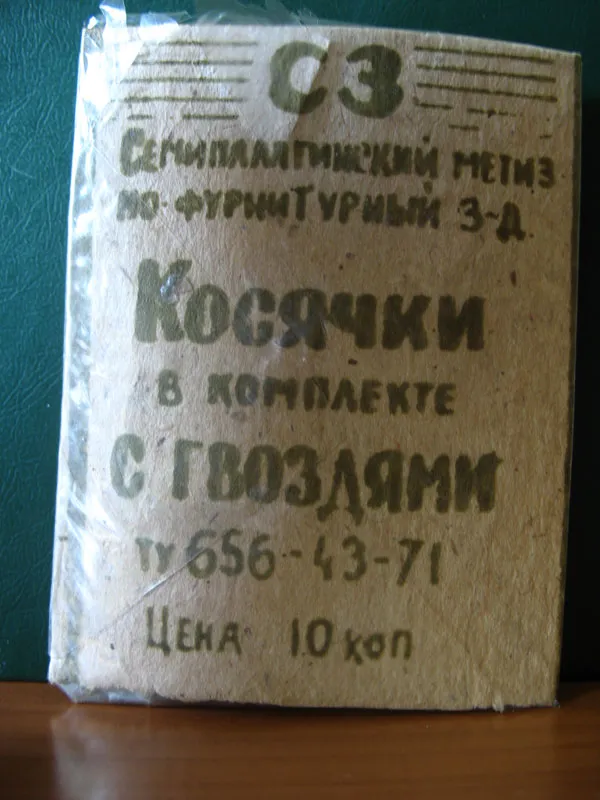 СЗ
СЕМИПАЛАТИНСКИЙ МЕТИЗ
НО-ФУРНИТУРНЫЙ З-Д
КОСЯЧКИ
В КОМПЛЕКТЕ
С ГВОЗДЯМИ
ТУ 656-43-71
ЦЕНА 10 коп